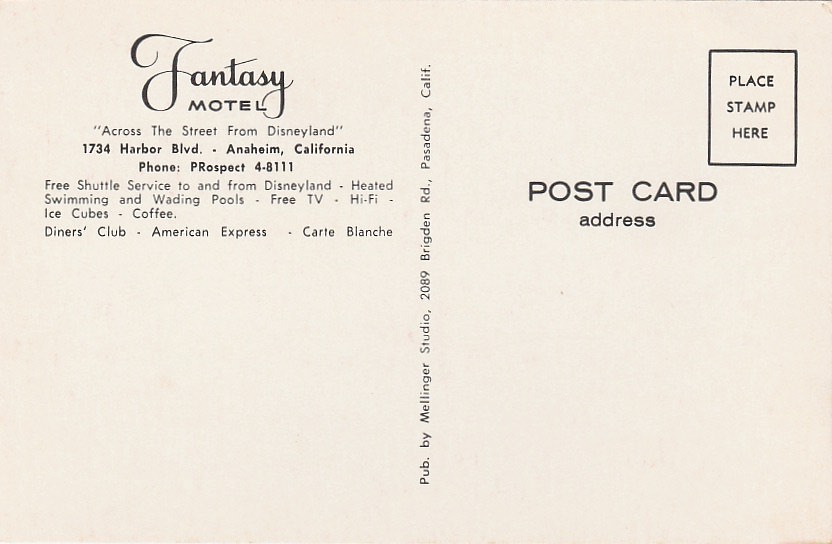 Fantasy
MOTEL
"Across The Street From Disneyland"
1734 Harbor Blvd. - Anaheim, California
Phone: PRospect 4-8111
Free Shuttle Service to and from Disneyland - Heated
Swimming and Wading Pools - Free TV - Hi-Fi -
Ice Cubes - Coffee.
Diners' Club - American Express - Carte Blanche
Pub. by Mellinger Studio, 2089 Brigden Rd., Pasadena, Calif.
PLACE
STAMP
HERE
POST CARD
address